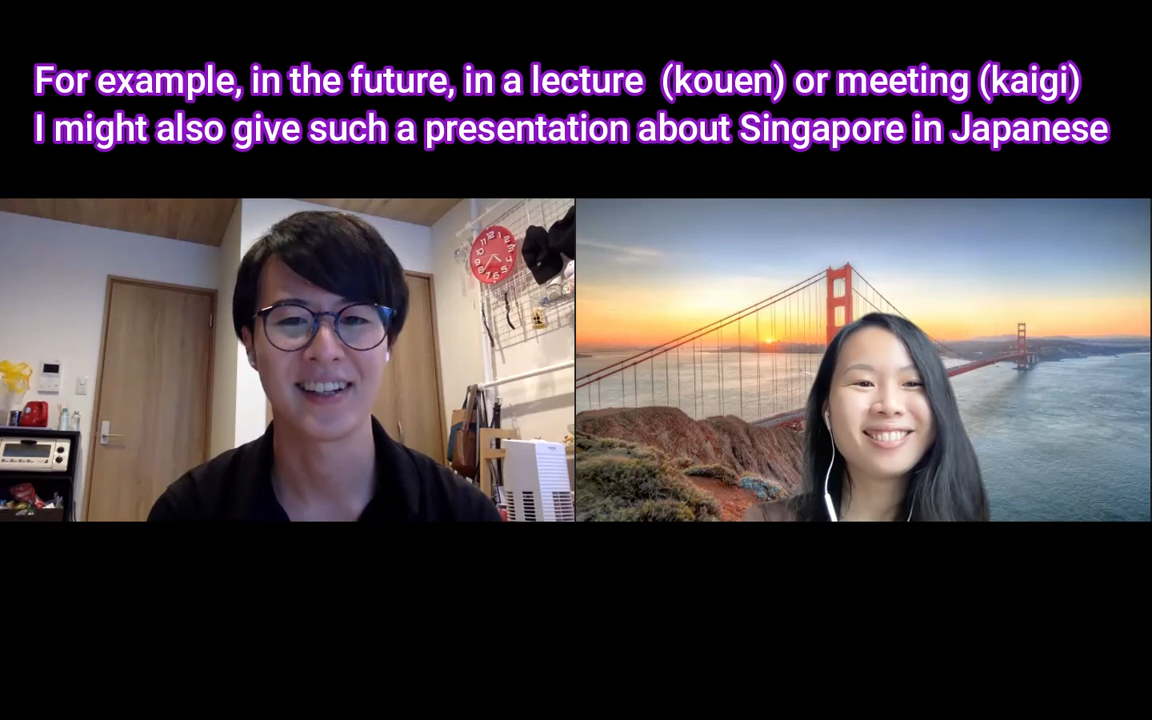 For example, in the future, in a lecture  (kouen) or meeting (kaigi)
I might also give such a presentation about Singapore in Japanese